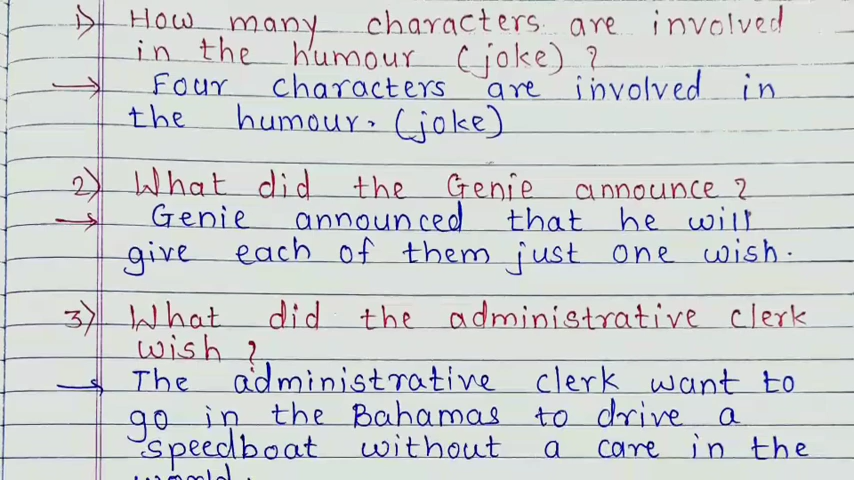 1) How many characters are involved
in the humour (joke) ?
→ Four characters are involved in
the humour. (joke)
2) What did the Genie announce ?
→ Genie announced that he will
give each of them just one wish.
3) What did the administrative clerk
wish ?
→ The administrative clerk want to
go in the Bahamas to drive a
speedboat without a care in the
world.